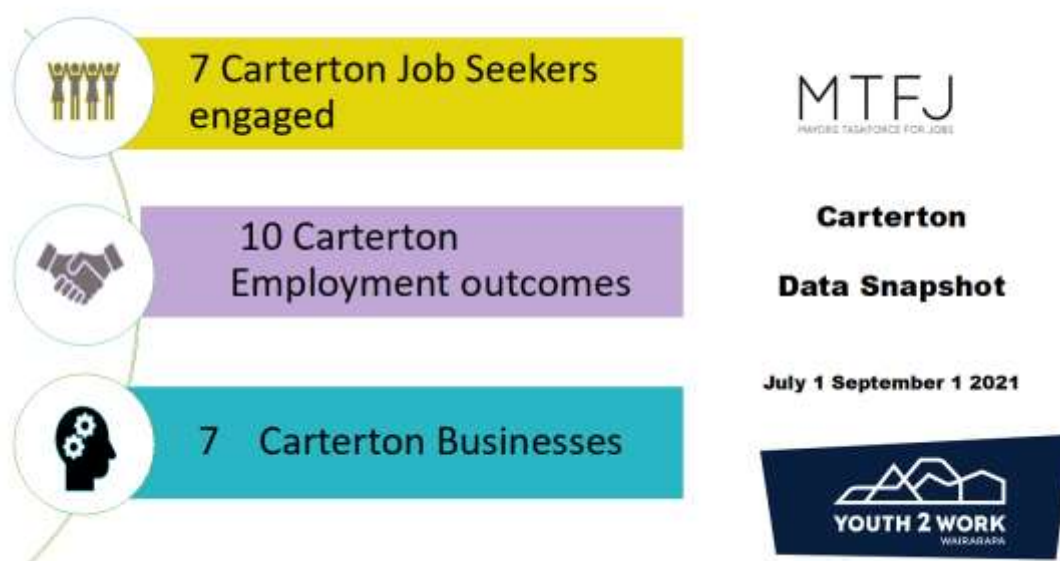 7 Carterton Job Seekers
engaged
10 Carterton
Employment outcomes
7 Carterton Businesses
MTFJ
MAYORS TASKFORCE FOR JOBS
Carterton
Data Snapshot
July 1 September 1 2021
YOUTH 2 WORK
WAIRARAPA